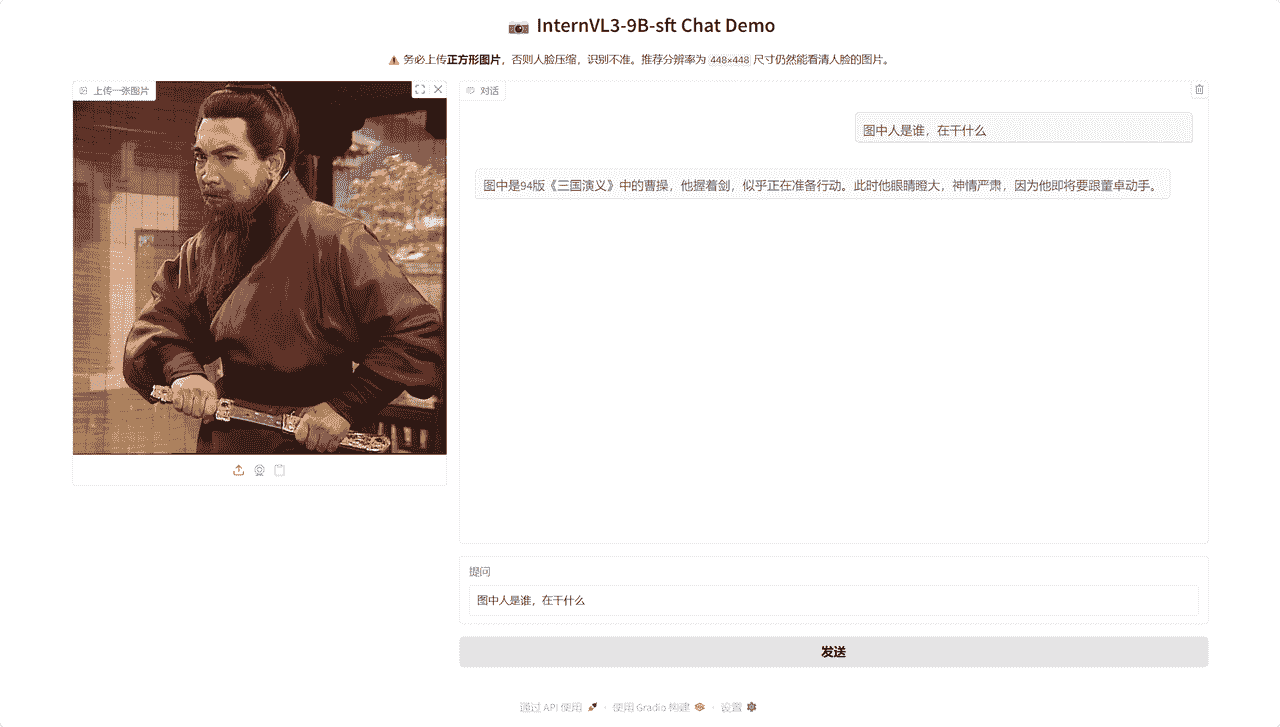 InternVL3-9B-sft Chat Demo
务必上传正方形图片，否则人脸压缩，识别不准。推荐分辨率为 448×448 尺寸仍然能看清人脸的图片。
上传一张图片
对话
图中人是谁，在干什么
图中是94版《三国演义》中的曹操，他握着剑，似乎正在准备行动。此时他眼睛瞪大，神情严肃，因为他即将要跟董卓动手。
提问
图中人是谁，在干什么
发送
通过 API 使用 · 使用 Gradio 构建 · 设置